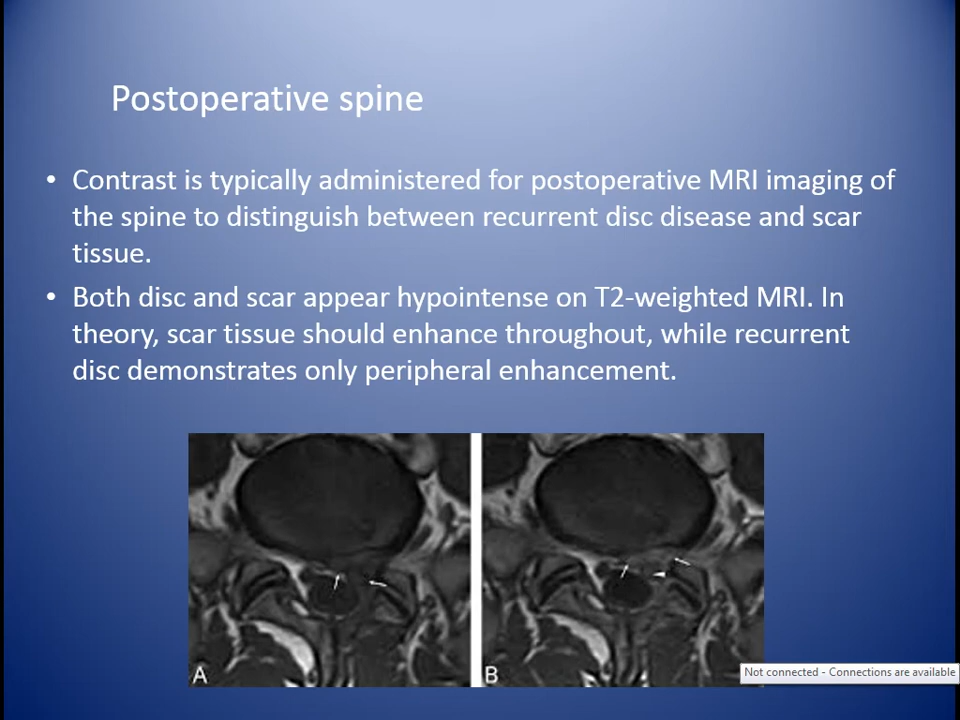 Postoperative spine
• Contrast is typically administered for postoperative MRI imaging of
the spine to distinguish between recurrent disc disease and scar
tissue.
• Both disc and scar appear hypointense on T2-weighted MRI. In
theory, scar tissue should enhance throughout, while recurrent
disc demonstrates only peripheral enhancement.
A
B
Not connected - Connections are available